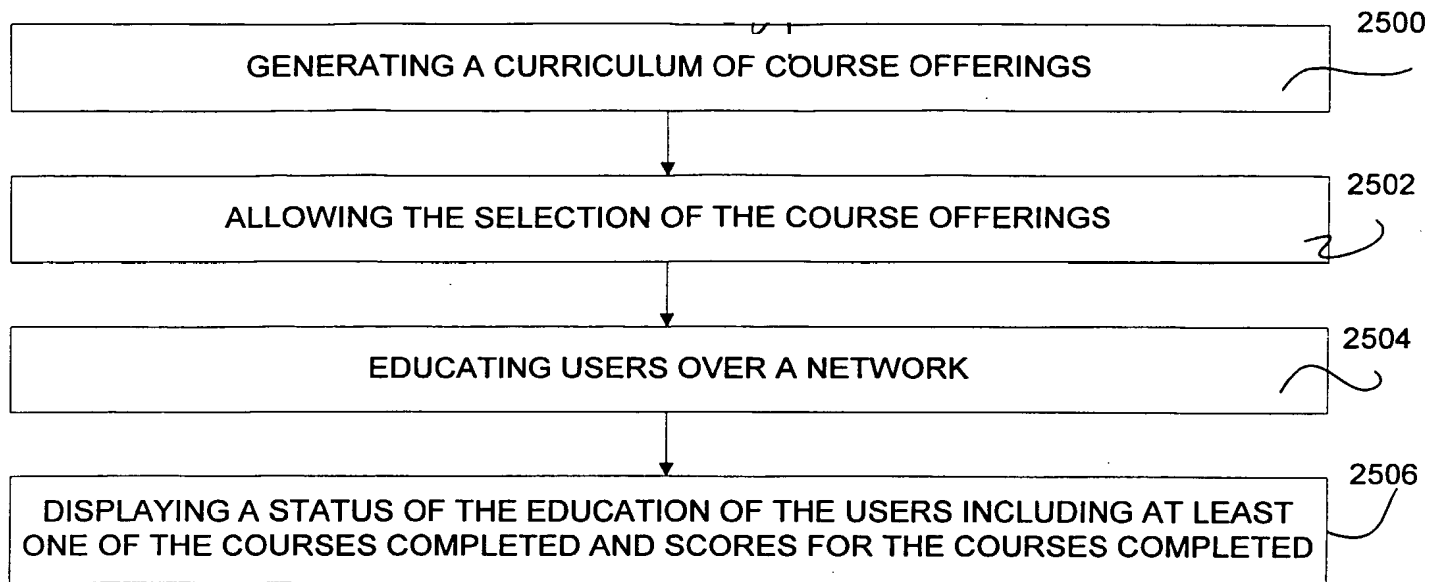 2500
GENERATING A CURRICULUM OF COURSE OFFERINGS
2502
ALLOWING THE SELECTION OF THE COURSE OFFERINGS
2504
EDUCATING USERS OVER A NETWORK
2506
DISPLAYING A STATUS OF THE EDUCATION OF THE USERS INCLUDING AT LEAST
ONE OF THE COURSES COMPLETED AND SCORES FOR THE COURSES COMPLETED